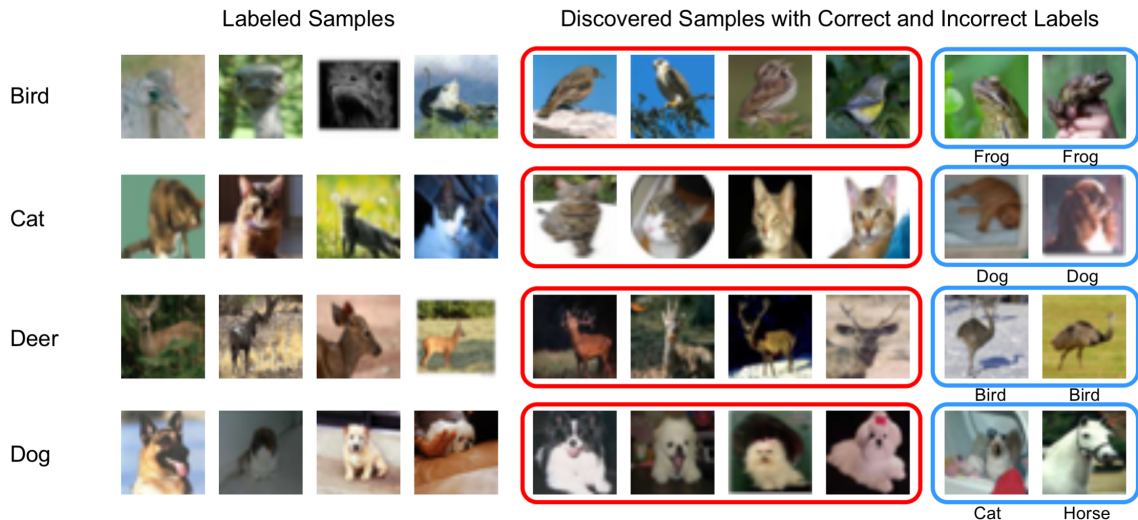 Labeled Samples
Discovered Samples with Correct and Incorrect Labels
Bird
Frog Frog
Cat
Dog Dog
Deer
Bird Bird
Dog
Cat Horse